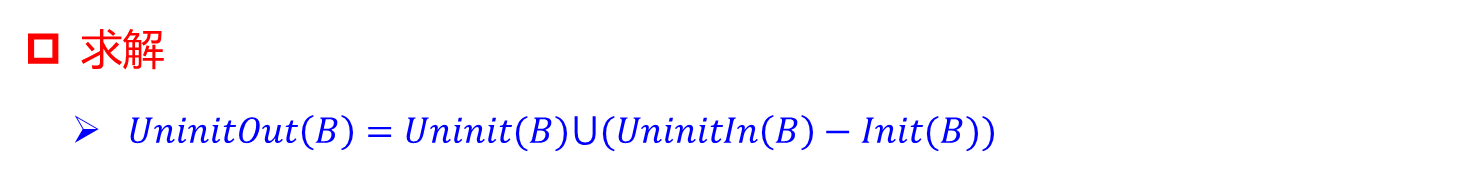 求解
UninitOut(B) = Uninit(B)∪(UninitIn(B) − Init(B))